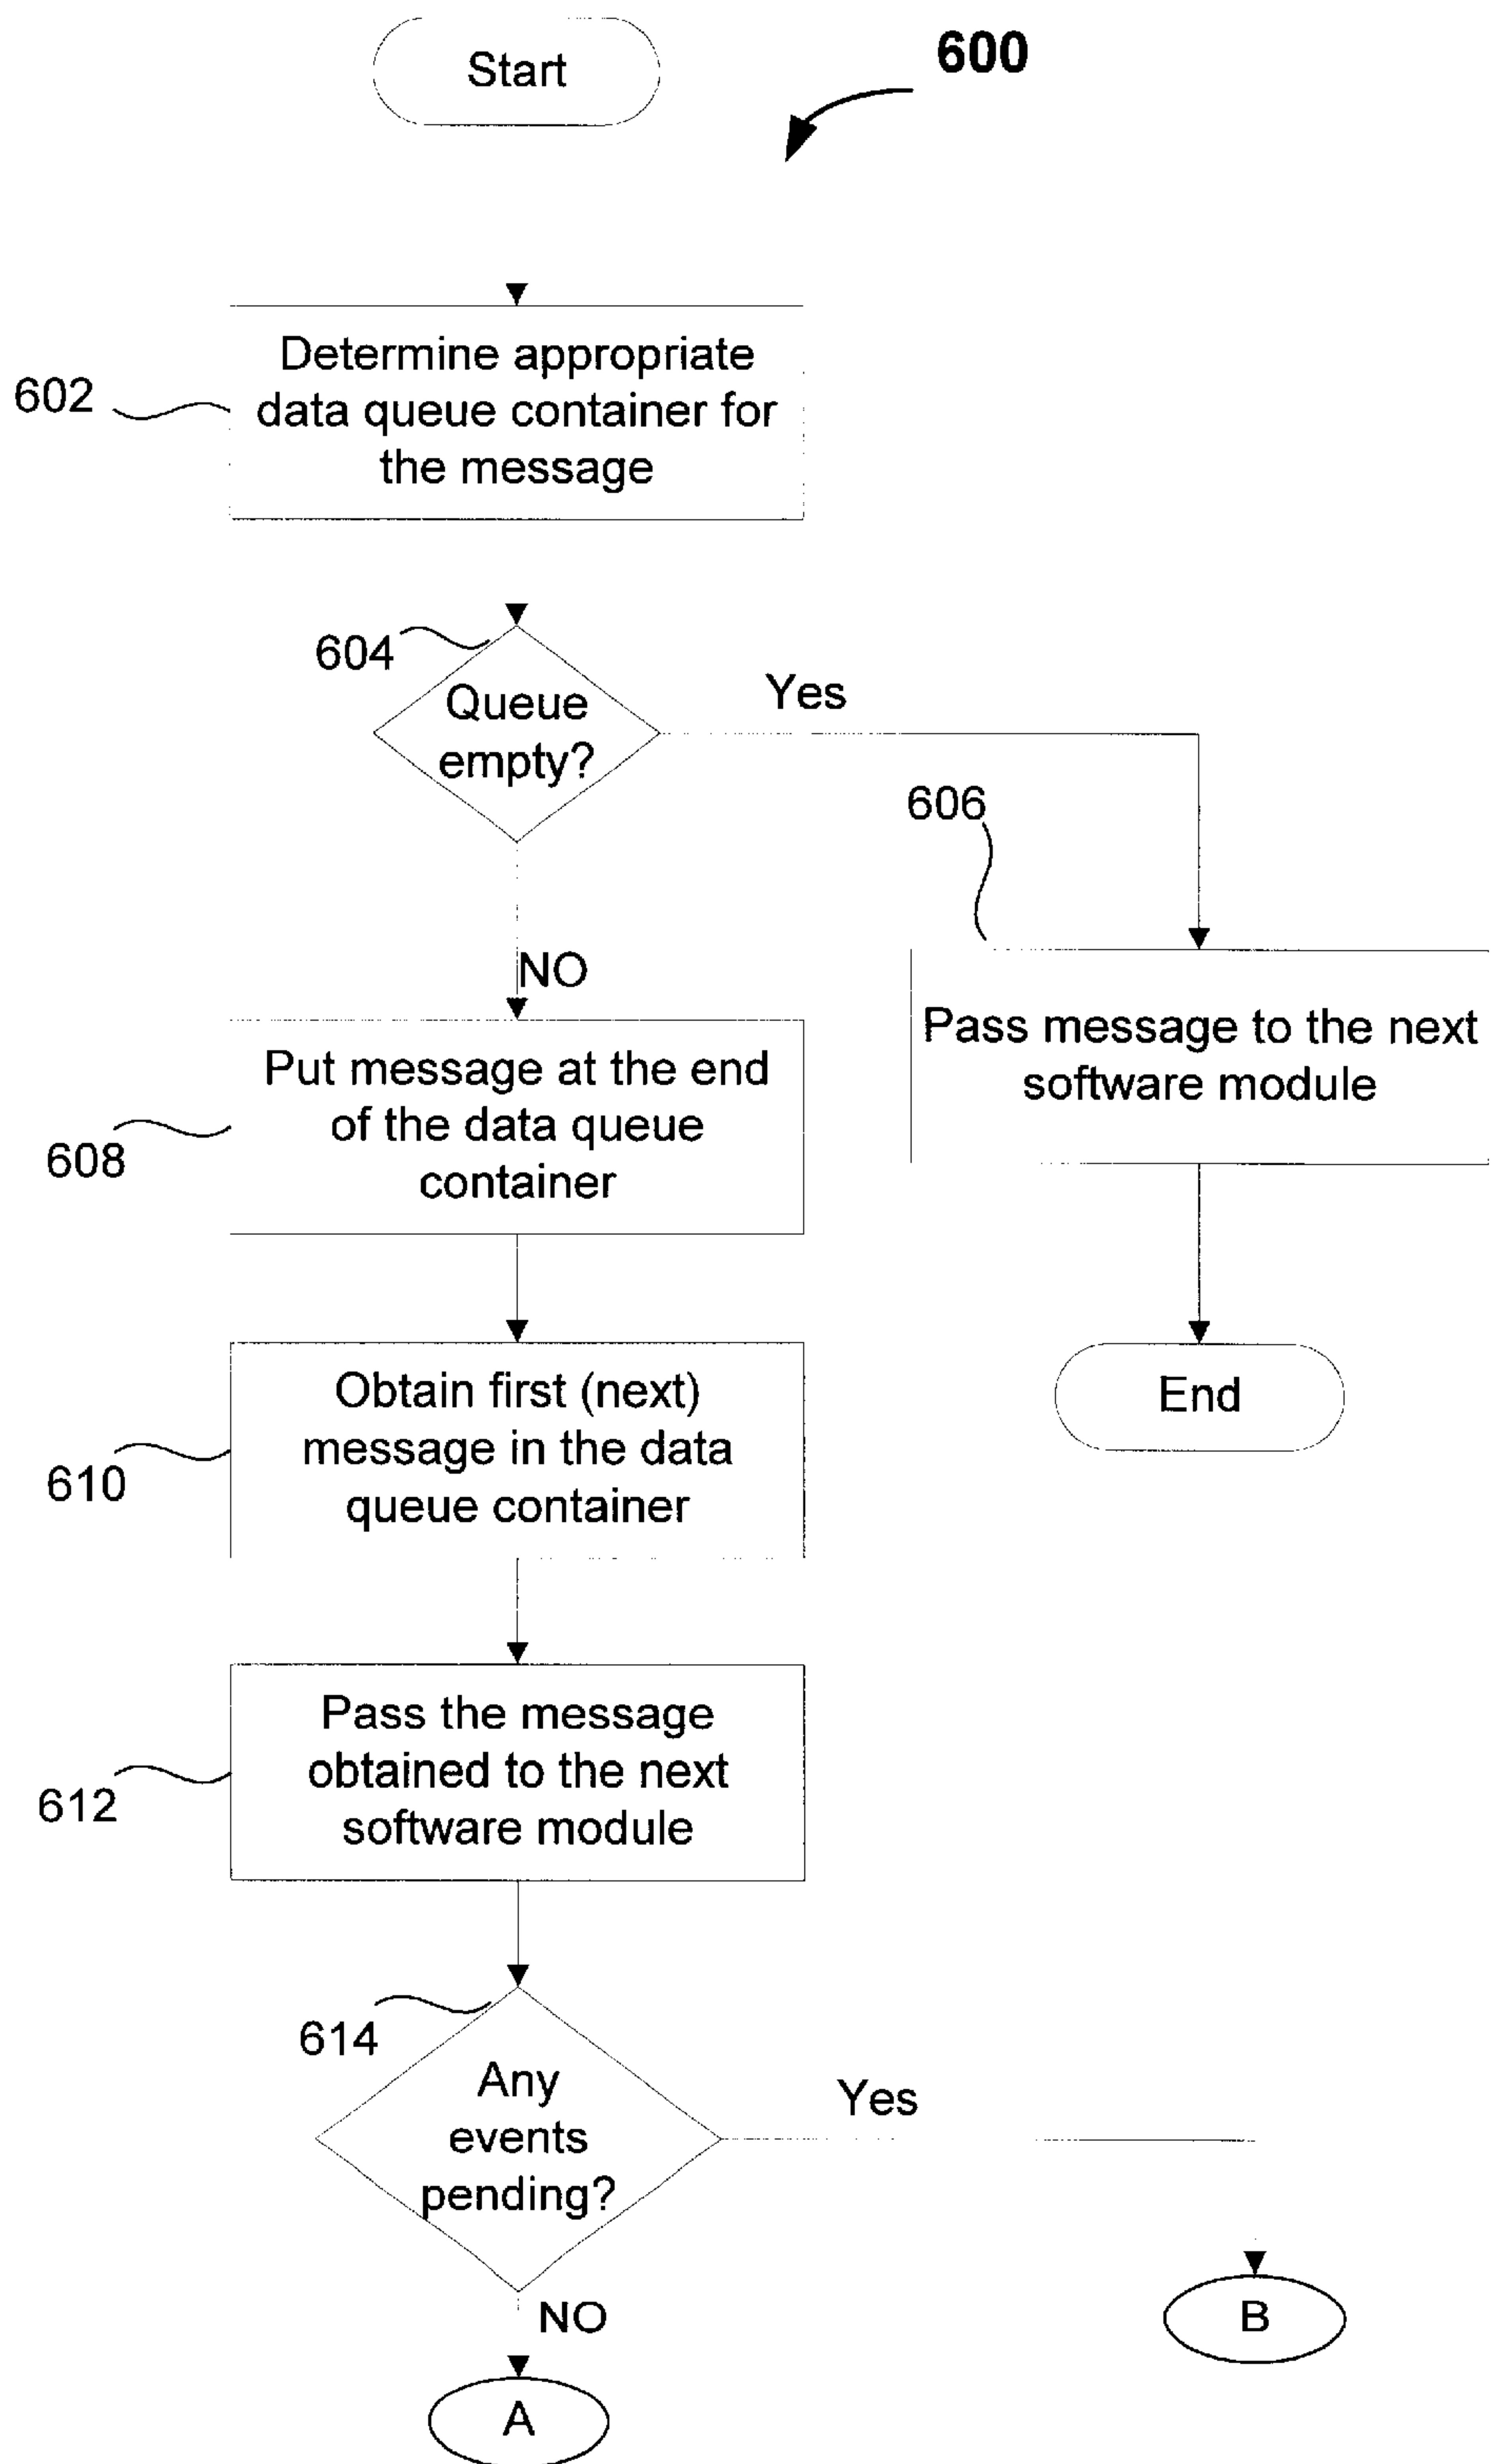 Start
600
602
Determine appropriate
data queue container for
the message
604
Queue
empty?
Yes
606
NO
Pass message to the next
software module
608
Put message at the end
of the data queue
container
610
Obtain first (next)
message in the data
queue container
End
612
Pass the message
obtained to the next
software module
614
Any
events
pending?
Yes
NO
B
A